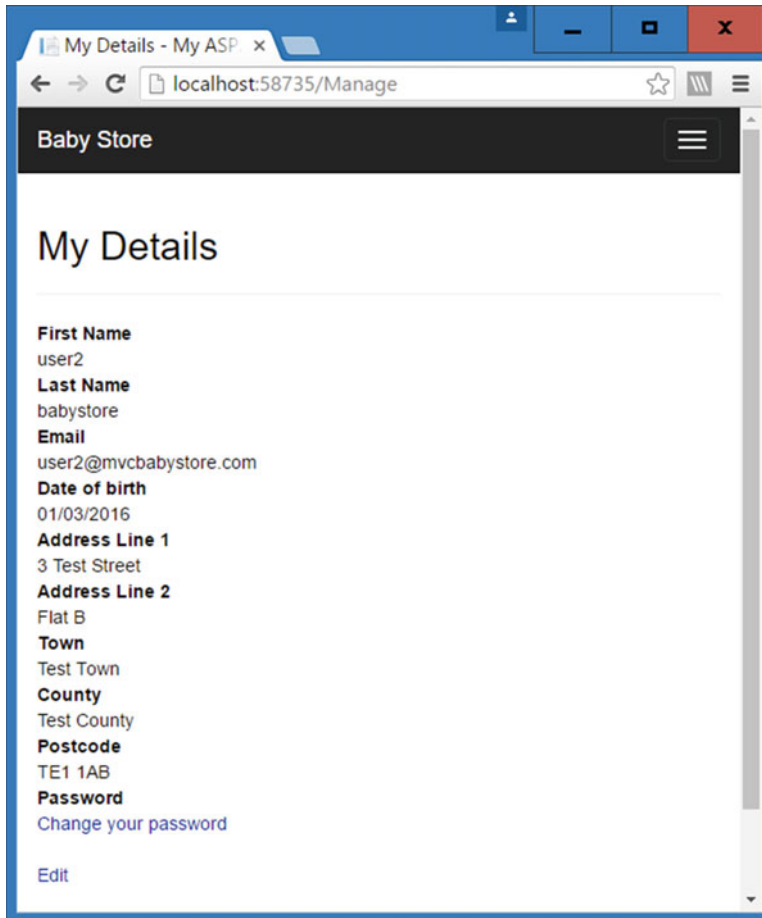 My Details - My ASP.
localhost:58735/Manage
Baby Store
My Details
First Name
user2
Last Name
babystore
Email
user2@mvcbabystore.com
Date of birth
01/03/2016
Address Line 1
3 Test Street
Address Line 2
Flat B
Town
Test Town
County
Test County
Postcode
TE1 1AB
Password
Change your password
Edit